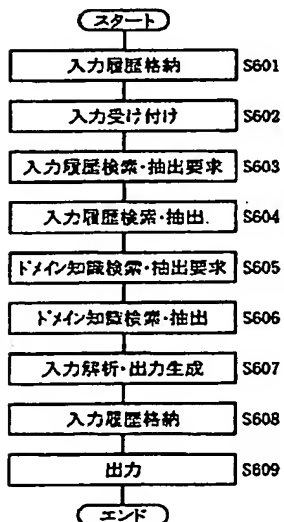 スタート
入力履歴格納 S601
入力受け付け S602
入力履歴検索・抽出要求 S603
入力履歴検索・抽出. S604
ドメイン知識検索・抽出要求 S605
ドメイン知識検索・抽出 S606
入力解析・出力生成 S607
入力履歴格納 S608
出力 S609
エンド